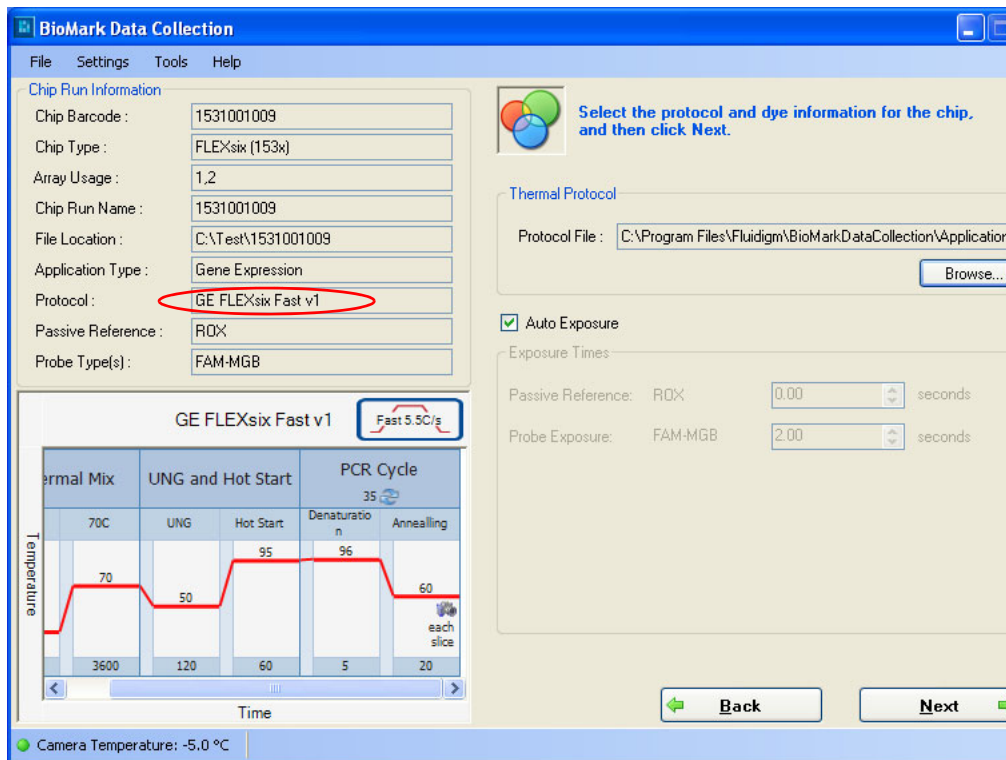 BioMark Data Collection
File Settings Tools Help
Chip Run Information
Chip Barcode : 1531001009
Chip Type : FLEXsix (153x)
Array Usage : 1,2
Chip Run Name : 1531001009
File Location : C:\Test\1531001009
Application Type : Gene Expression
Protocol : GE FLEXsix Fast v1
Passive Reference : ROX
Probe Type(s) : FAM-MGB
Select the protocol and dye information for the chip,
and then click Next.
Thermal Protocol
Protocol File : C:\Program Files\Fluidigm\BioMarkDataCollection\Application
Browse...
Auto Exposure
Exposure Times
Passive Reference: ROX 0.00 seconds
Probe Exposure: FAM-MGB 2.00 seconds
GE FLEXsix Fast v1 Fast 5.5C/s
ermal Mix UNG and Hot Start PCR Cycle
35
70C UNG Hot Start Denaturatio
n Annealling
Temperature
70 50 95 96 60
each
slice
3600 120 60 5 20
Time
Back Next
Camera Temperature: -5.0 °C